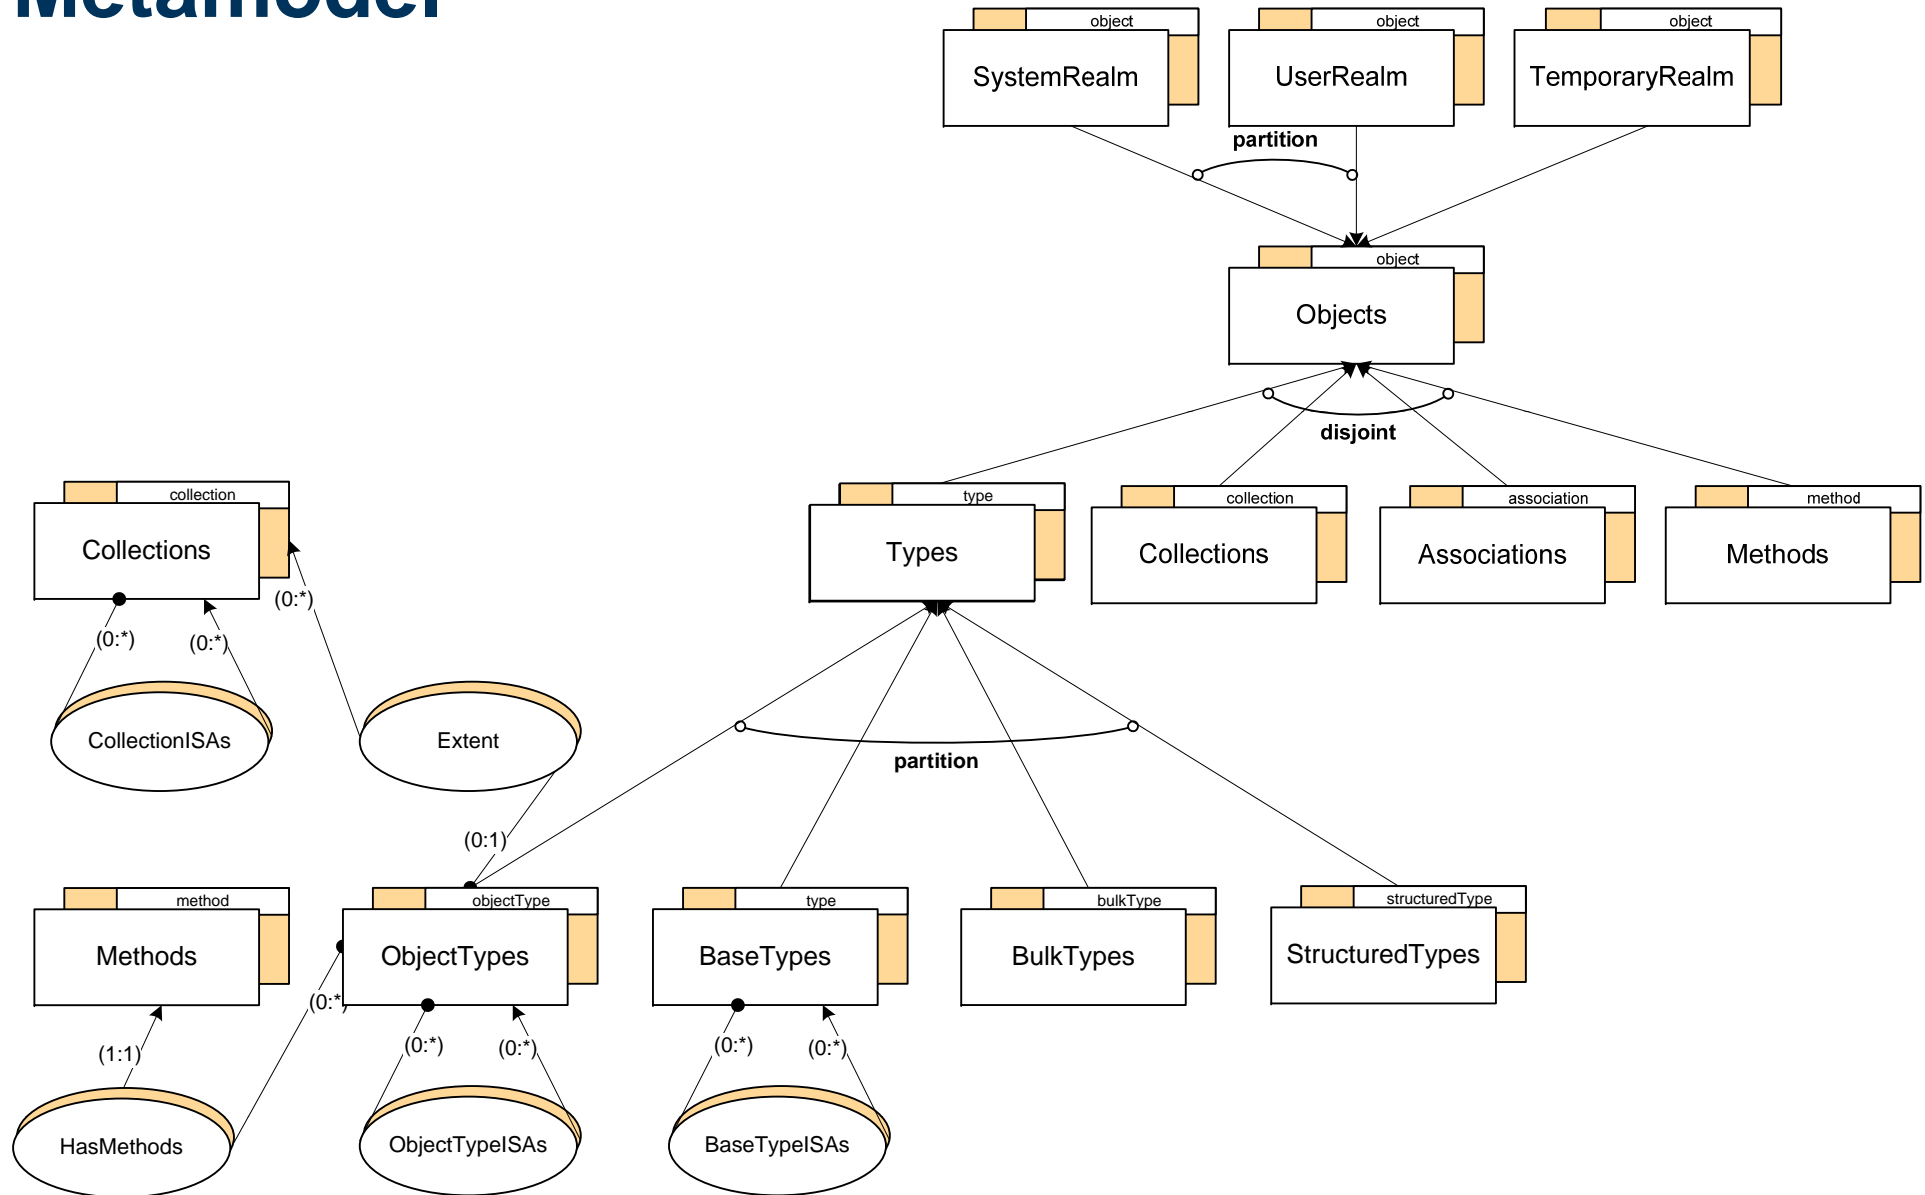 Metamodel
object
object
object
SystemRealm
UserRealm
TemporaryRealm
partition
object
Objects
disjoint
collection
type
collection
association
method
Collections
Types
Collections
Associations
Methods
(0:*)
(0:*)
(0:*)
CollectionISAs
Extent
partition
(0:1)
method
objectType
type
bulkType
structuredType
Methods
ObjectTypes
BaseTypes
BulkTypes
StructuredTypes
(0:*
(1:1)
(0:*)
(0:*)
(0:*)
(0:*)
HasMethods
ObjectTypeISAs
BaseTypeISAs